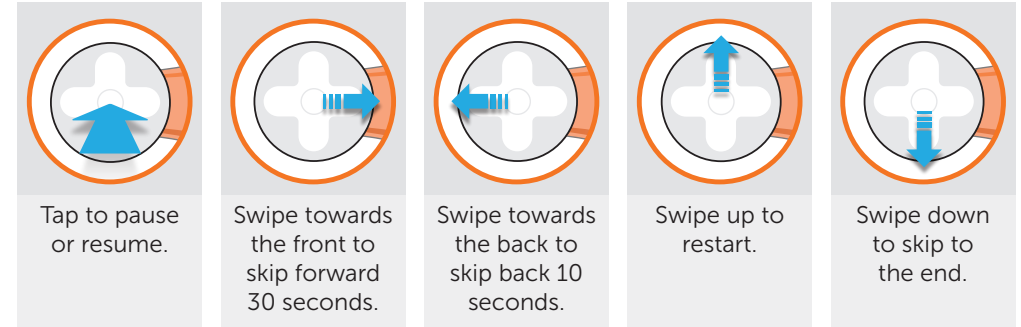 Tap to pause
or resume.
Swipe towards
the front to
skip forward
30 seconds.
Swipe towards
the back to
skip back 10
seconds.
Swipe up to
restart.
Swipe down
to skip to
the end.